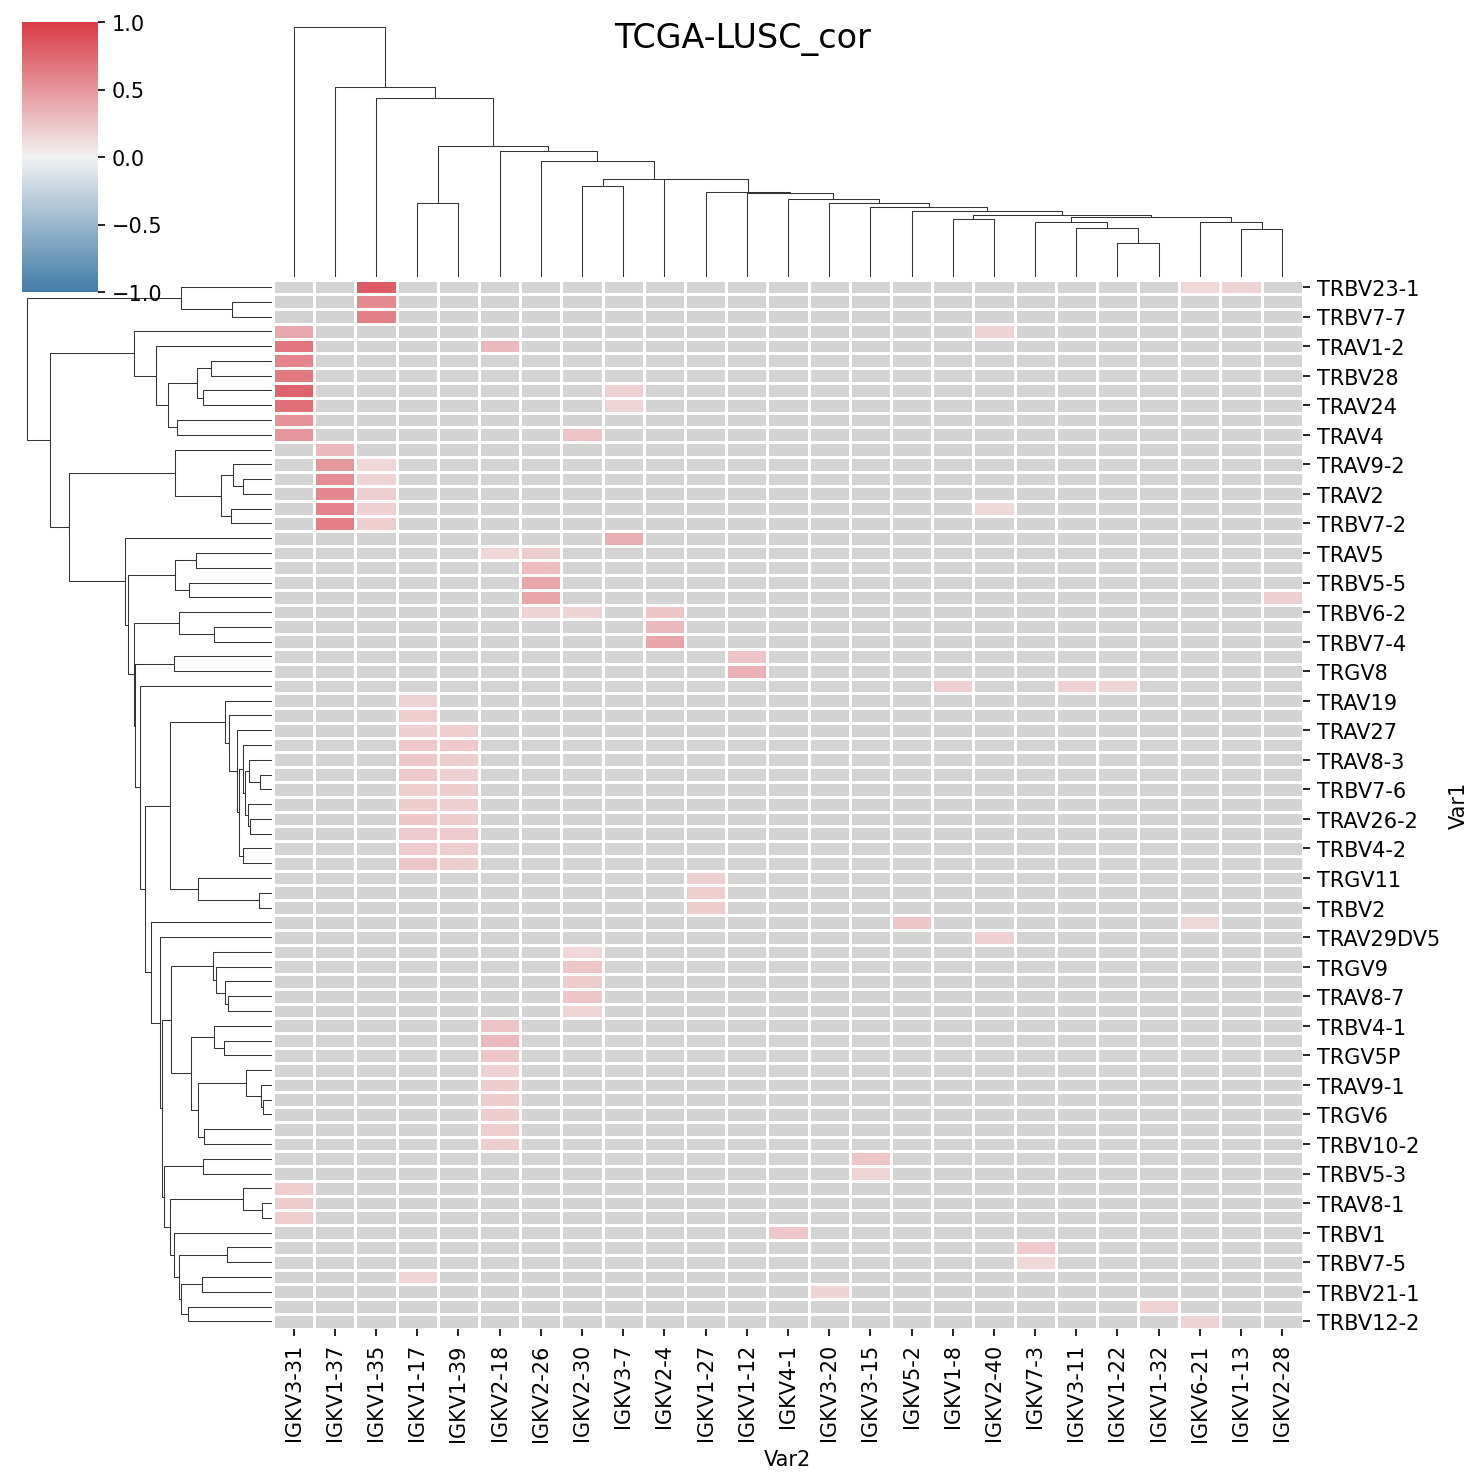 TCGA-LUSC_cor
1.0
0.5
0.0
−0.5
−1.0
TRBV23-1
TRBV7-7
TRAV1-2
TRBV28
TRAV24
TRAV4
TRAV9-2
TRAV2
TRBV7-2
TRAV5
TRBV5-5
TRBV6-2
TRBV7-4
TRGV8
TRAV19
TRAV27
TRAV8-3
TRBV7-6
TRAV26-2
TRBV4-2
TRGV11
TRBV2
TRAV29DV5
TRGV9
TRAV8-7
TRBV4-1
TRGV5P
TRAV9-1
TRGV6
TRBV10-2
TRBV5-3
TRAV8-1
TRBV1
TRBV7-5
TRBV21-1
TRBV12-2
Var1
IGKV3-31
IGKV1-37
IGKV1-35
IGKV1-17
IGKV1-39
IGKV2-18
IGKV2-26
IGKV2-30
IGKV3-7
IGKV2-4
IGKV1-27
IGKV1-12
IGKV4-1
IGKV3-20
IGKV3-15
IGKV5-2
IGKV1-8
IGKV2-40
IGKV7-3
IGKV3-11
IGKV1-22
IGKV1-32
IGKV6-21
IGKV1-13
IGKV2-28
Var2